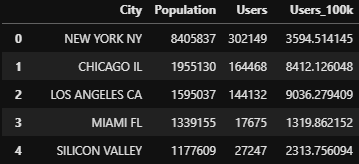 City Population Users Users_100k
0 NEW YORK NY 8405837 302149 3594.514145
1 CHICAGO IL 1955130 164468 8412.126048
2 LOS ANGELES CA 1595037 144132 9036.279409
3 MIAMI FL 1339155 17675 1319.862152
4 SILICON VALLEY 1177609 27247 2313.756094